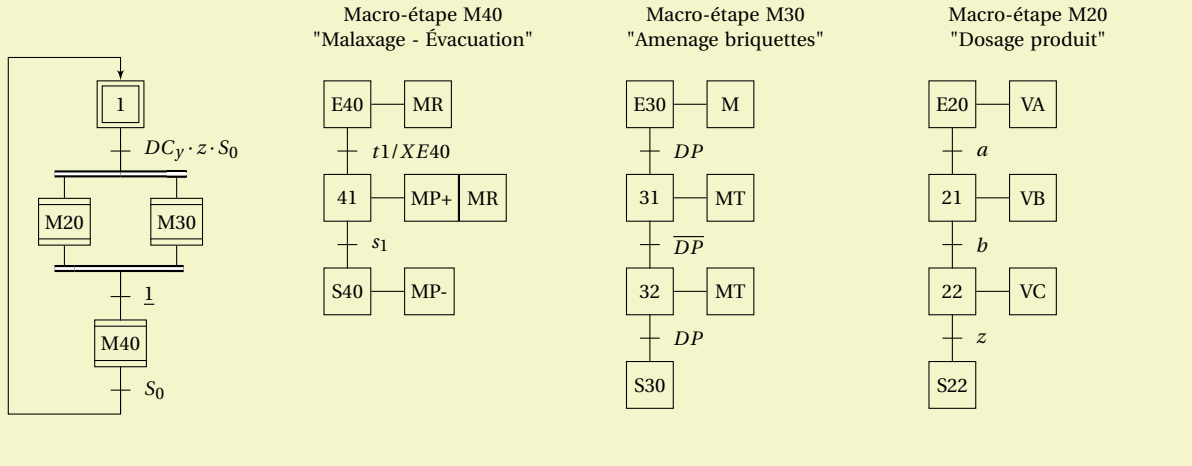 Macro-étape M40
"Malaxage - Évacuation"
Macro-étape M30
"Amenage briquettes"
Macro-étape M20
"Dosage produit"
1
DC_y · z · S_0
M20
M30
1
M40
S_0
E40
MR
t1/XE40
41
MP+
MR
s_1
S40
MP-
E30
M
DP
31
MT
\overline{DP}
32
MT
DP
S30
E20
VA
a
21
VB
b
22
VC
z
S22